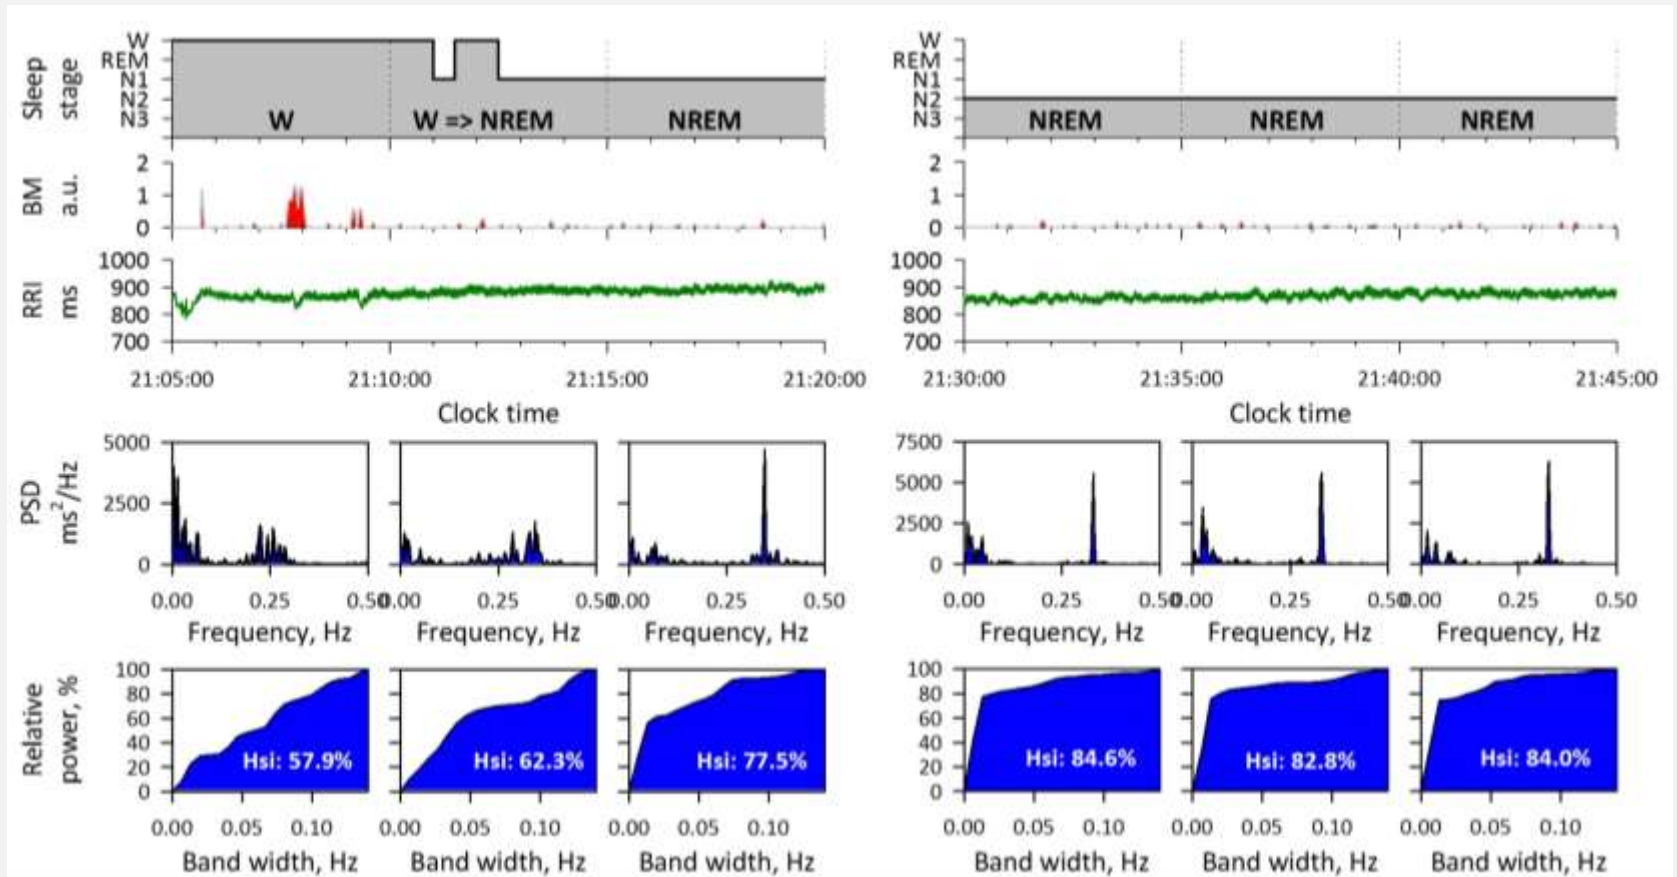 Sleep stage
W
REM
N1
N2
N3
W
W => NREM
NREM
W
REM
N1
N2
N3
NREM
NREM
NREM
BM a.u.
2
1
0
2
1
0
RRI ms
1000
900
800
700
1000
900
800
700
21:05:00 21:10:00 21:15:00 21:20:00
21:30:00 21:35:00 21:40:00 21:45:00
Clock time
Clock time
PSD ms²/Hz
5000
2500
0
7500
5000
2500
0
0.00 0.25 0.50
0.00 0.25 0.50
0.00 0.25 0.50
0.00 0.25 0.50
0.00 0.25 0.50
0.00 0.25 0.50
Frequency, Hz
Frequency, Hz
Frequency, Hz
Frequency, Hz
Frequency, Hz
Frequency, Hz
Relative power, %
100
80
60
40
20
0
Hsi: 57.9%
Hsi: 62.3%
Hsi: 77.5%
100
80
60
40
20
0
Hsi: 84.6%
Hsi: 82.8%
Hsi: 84.0%
0.00 0.05 0.10
0.00 0.05 0.10
0.00 0.05 0.10
0.00 0.05 0.10
0.00 0.05 0.10
0.00 0.05 0.10
Band width, Hz
Band width, Hz
Band width, Hz
Band width, Hz
Band width, Hz
Band width, Hz